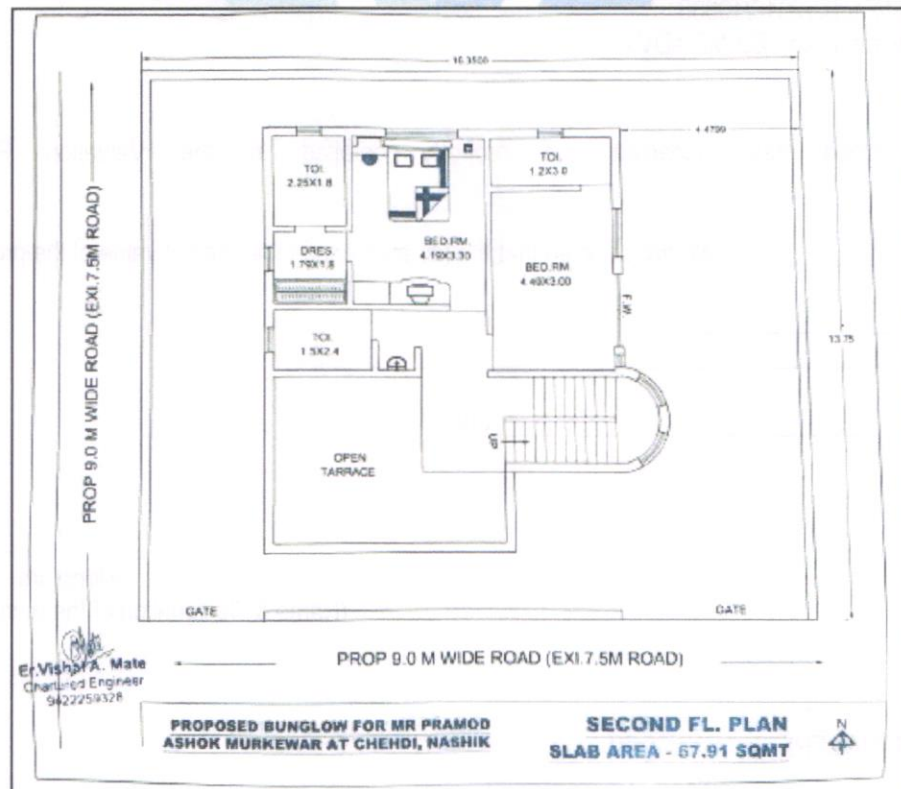 16.3500
4.4799
TOI.
2.25X1.8
TOI.
1.2X3.0
DRES.
1.79X1.8
BED.RM.
4.19X3.30
BED.RM
4.49X3.00
F.W.
13.75
TOI.
1.5X2.4
UP
OPEN
TARRACE
PROP 9.0 M WIDE ROAD (EXI.7.5M ROAD)
GATE
GATE
PROP 9.0 M WIDE ROAD (EXI.7.5M ROAD)
Er.Vishal A. Mate
Chartered Engineer
9422259328
PROPOSED BUNGLOW FOR MR PRAMOD
ASHOK MURKEWAR AT CHEHDI, NASHIK
SECOND FL. PLAN
SLAB AREA - 67.91 SQMT
N